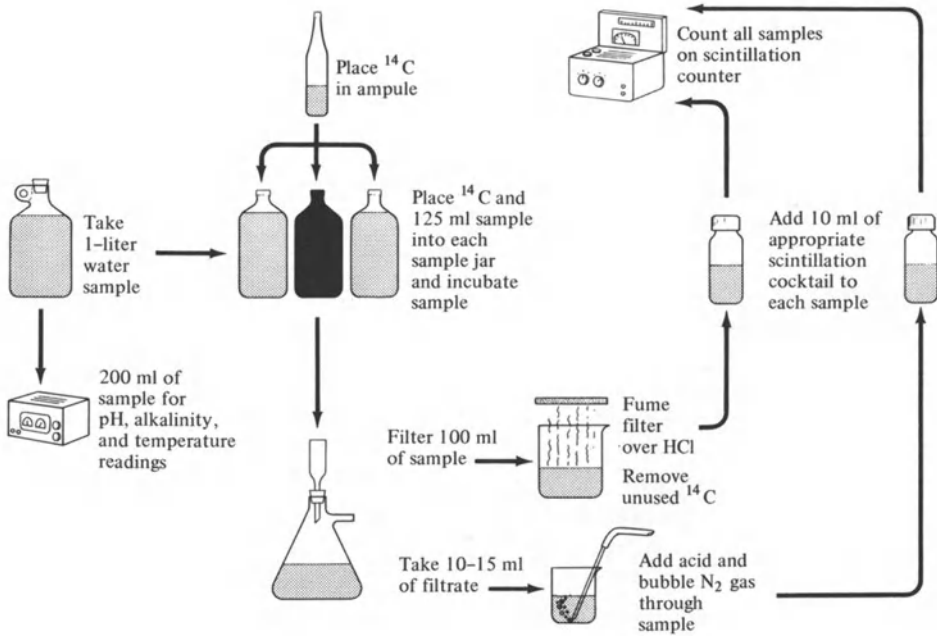 Place ¹⁴C
in ampule
Count all samples
on scintillation
counter
Take
1–liter
water
sample
Place ¹⁴C and
125 ml sample
into each
sample jar
and incubate
sample
Add 10 ml of
appropriate
scintillation
cocktail to
each sample
200 ml of
sample for
pH, alkalinity,
and temperature
readings
Filter 100 ml
of sample
Fume
filter
over HCl
Remove
unused ¹⁴C
Take 10–15 ml
of filtrate
Add acid and
bubble N₂ gas
through
sample